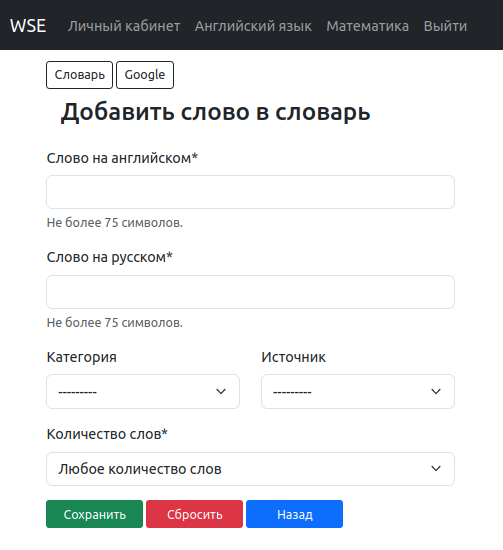 WSE Личный кабинет Английский язык Математика Выйти
Словарь Google
Добавить слово в словарь
Слово на английском*
Не более 75 символов.
Слово на русском*
Не более 75 символов.
Категория Источник
--------- ---------
Количество слов*
Любое количество слов
Сохранить Сбросить Назад